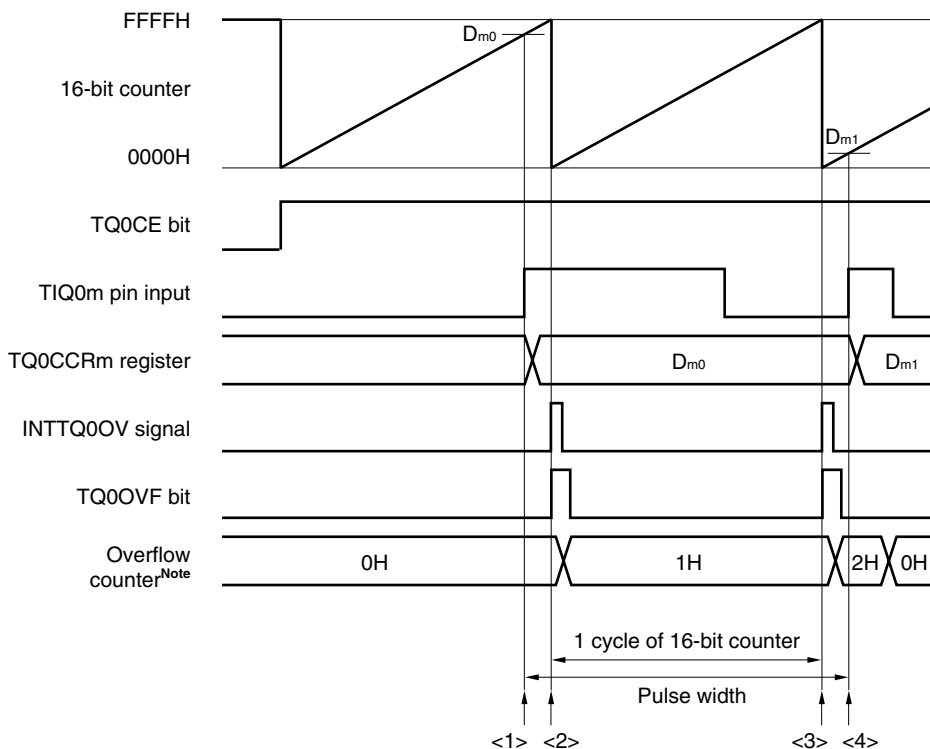 FFFFH
Dm0
16-bit counter
Dm1
0000H
TQ0CE bit
TIQ0m pin input
TQ0CCRm register
Dm0
Dm1
INTTQ0OV signal
TQ0OVF bit
Overflow
counterNote
0H
1H
2H
0H
1 cycle of 16-bit counter
Pulse width
<1> <2> <3> <4>